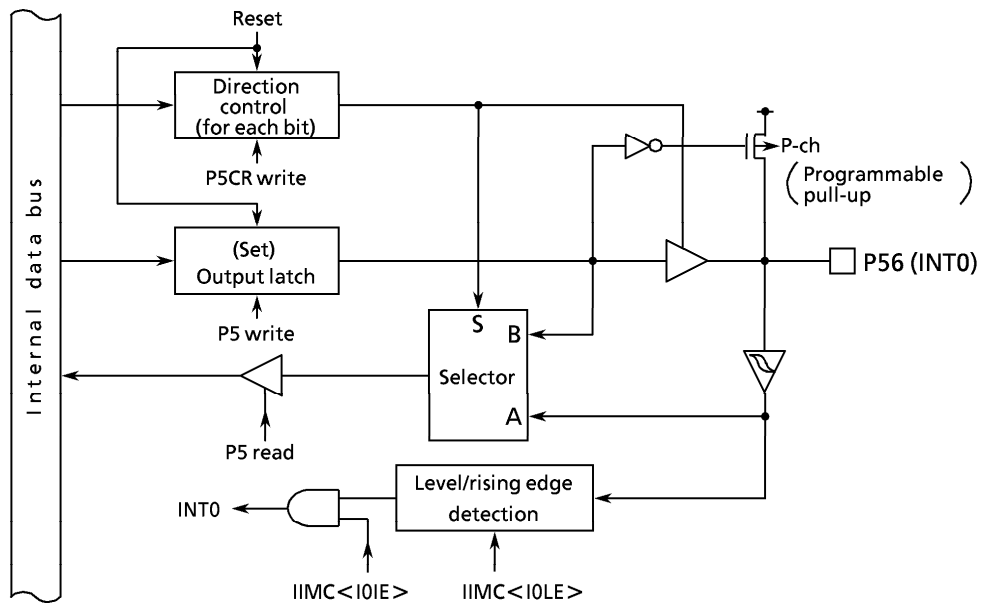 Reset
Direction
control
(for each bit)
P5CR write
P-ch
(Programmable
pull-up)
Internal data bus
(Set)
Output latch
P56 (INT0)
P5 write
S
B
Selector
A
P5 read
Level/rising edge
detection
INT0
IIMC<I0IE>
IIMC<I0LE>